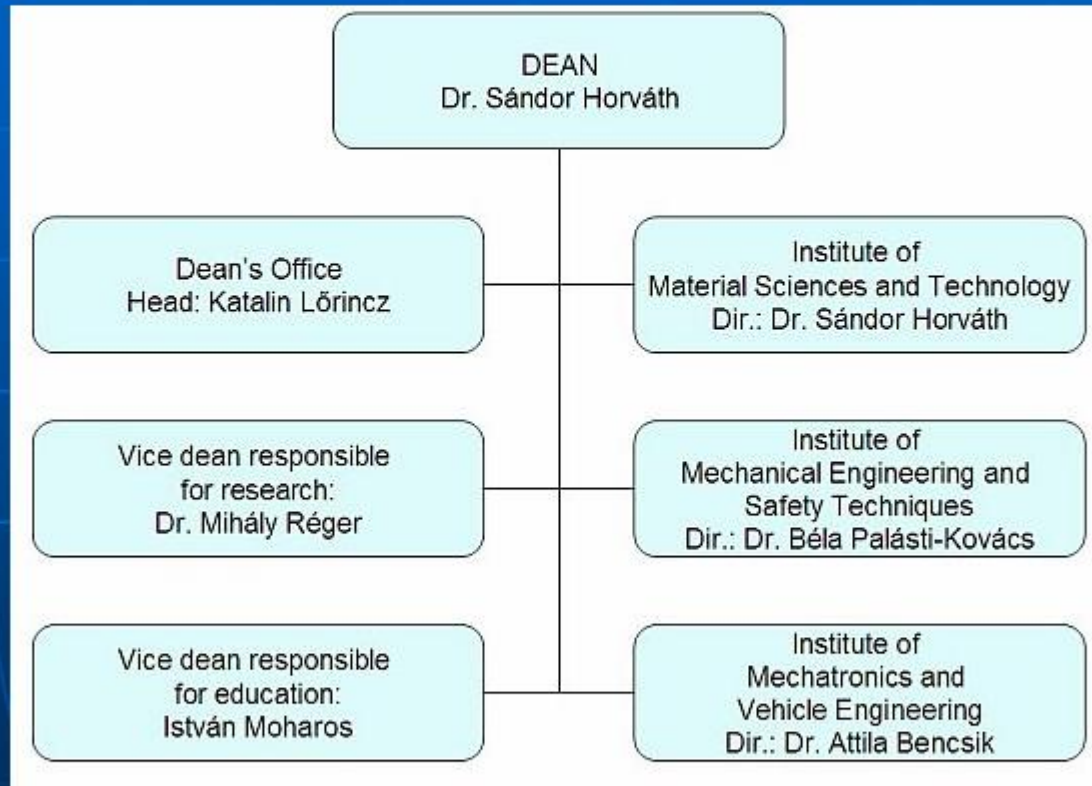 DEAN
Dr. Sándor Horváth
Dean's Office
Head: Katalin Lőrincz
Institute of
Material Sciences and Technology
Dir.: Dr. Sándor Horváth
Vice dean responsible
for research:
Dr. Mihály Réger
Institute of
Mechanical Engineering and
Safety Techniques
Dir.: Dr. Béla Palásti-Kovács
Vice dean responsible
for education:
István Moharos
Institute of
Mechatronics and
Vehicle Engineering
Dir.: Dr. Attila Bencsik